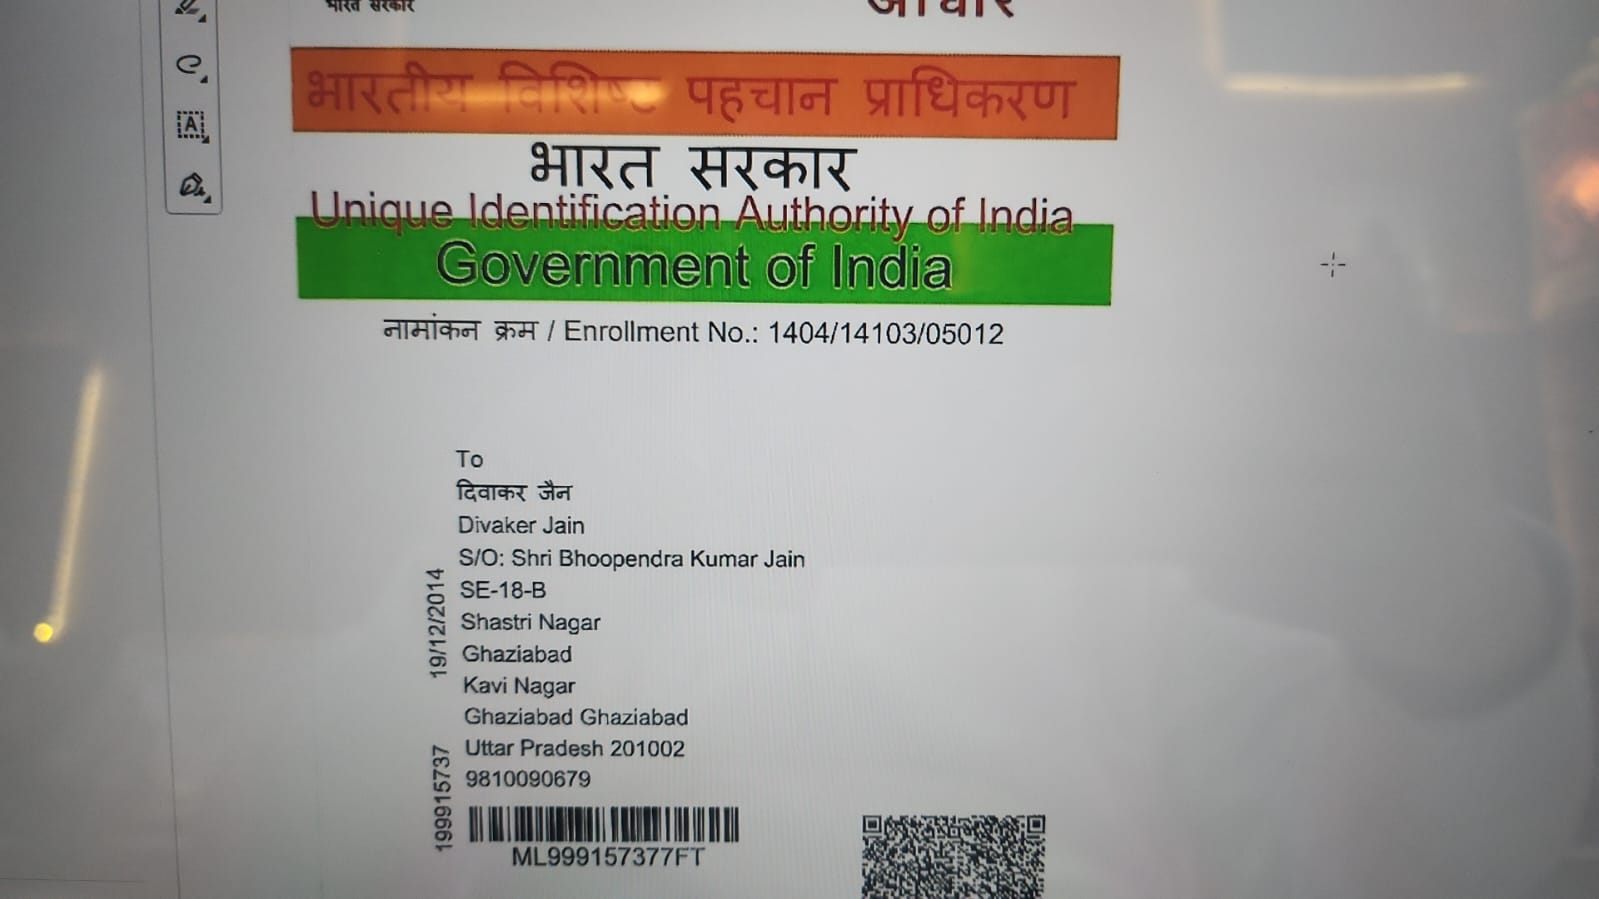 भारत सरकार
आधार
भारतीय विशिष्ट पहचान प्राधिकरण
भारत सरकार
Unique Identification Authority of India
Government of India
नामांकन क्रम / Enrollment No.: 1404/14103/05012
To
दिवाकर जैन
Divaker Jain
S/O: Shri Bhoopendra Kumar Jain
SE-18-B
Shastri Nagar
Ghaziabad
Kavi Nagar
Ghaziabad Ghaziabad
Uttar Pradesh 201002
9810090679
19/12/2014
199915737
ML999157377FT